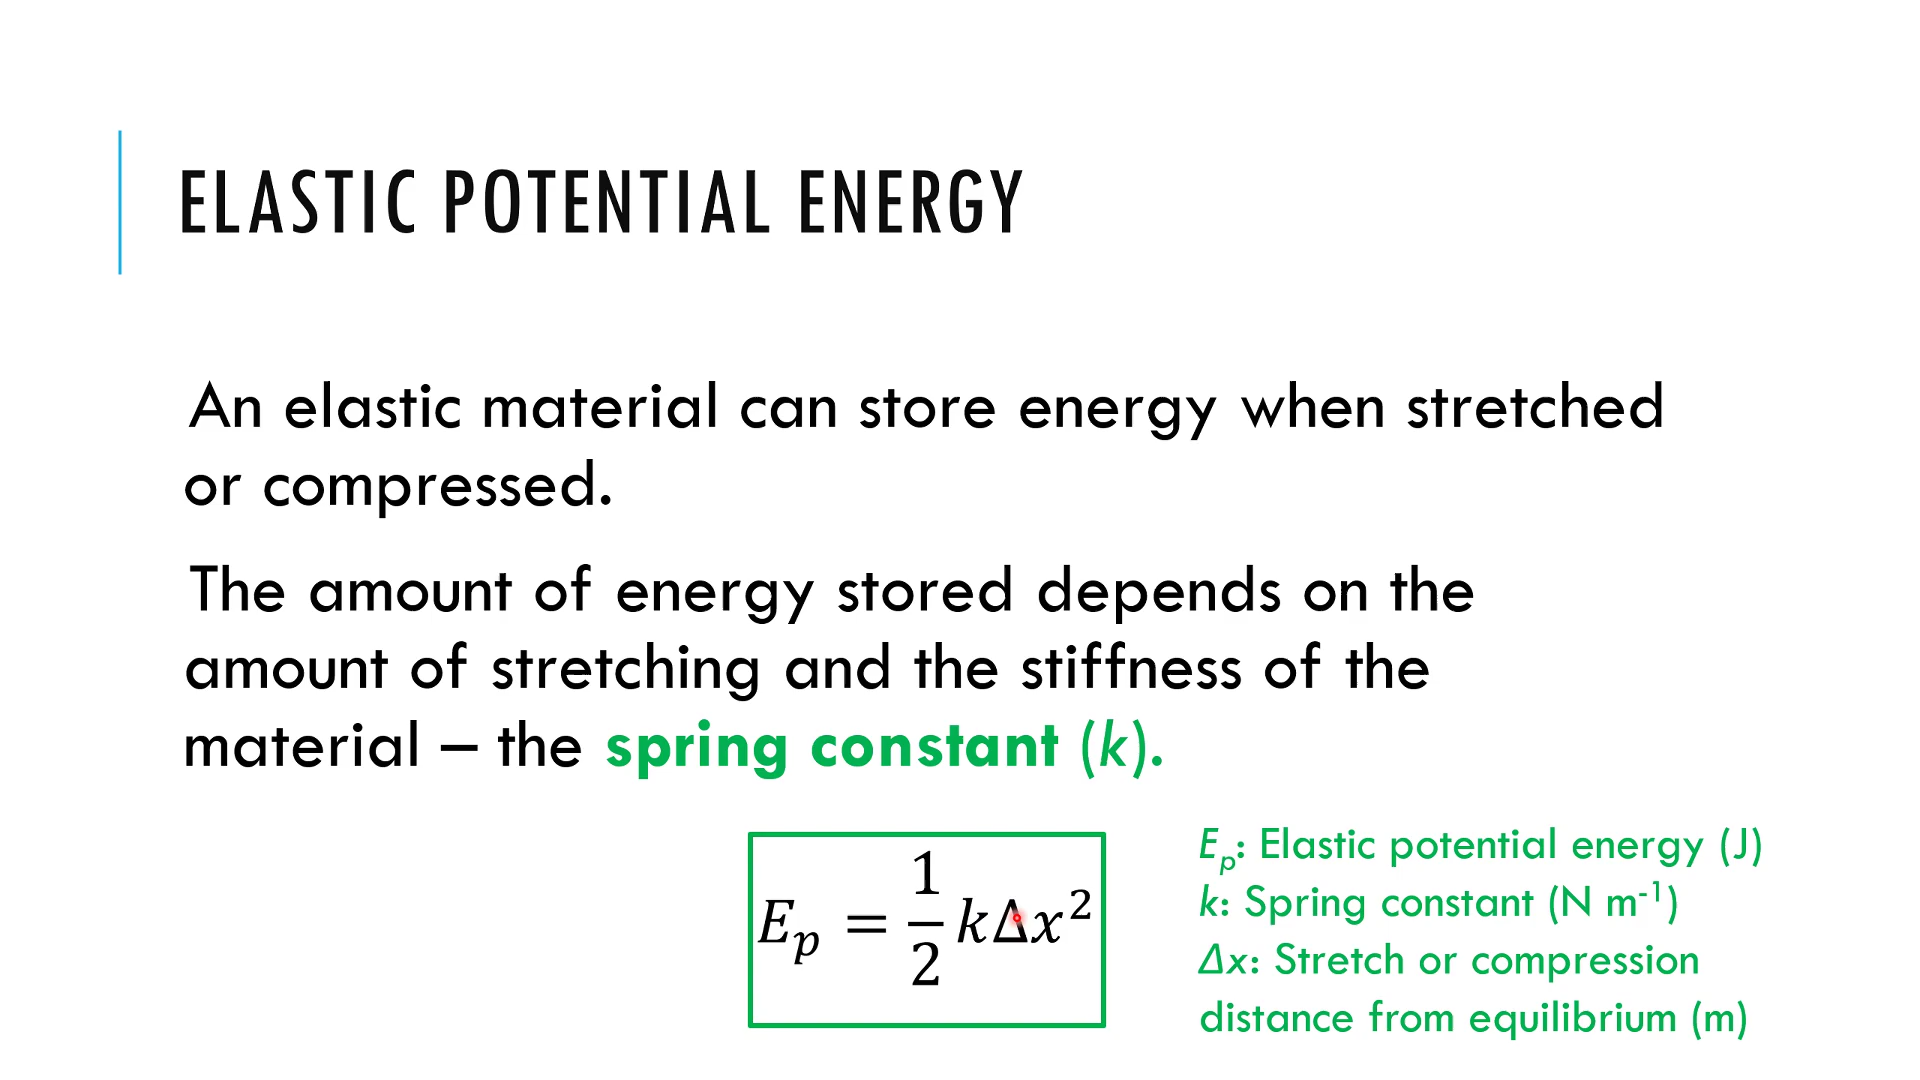 ELASTIC POTENTIAL ENERGY
An elastic material can store energy when stretched
or compressed.
The amount of energy stored depends on the
amount of stretching and the stiffness of the
material – the spring constant (k).
E_p = 1/2 kΔx²
E_p: Elastic potential energy (J)
k: Spring constant (N m⁻¹)
Δx: Stretch or compression
distance from equilibrium (m)